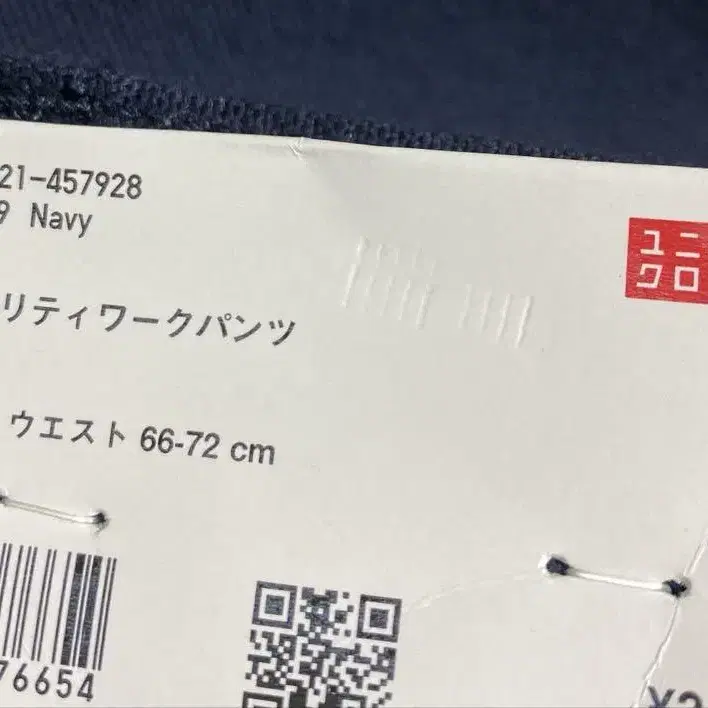 21-457928
9 Navy
ユニ
クロ
リティワークパンツ
ウエスト 66-72 cm
76654